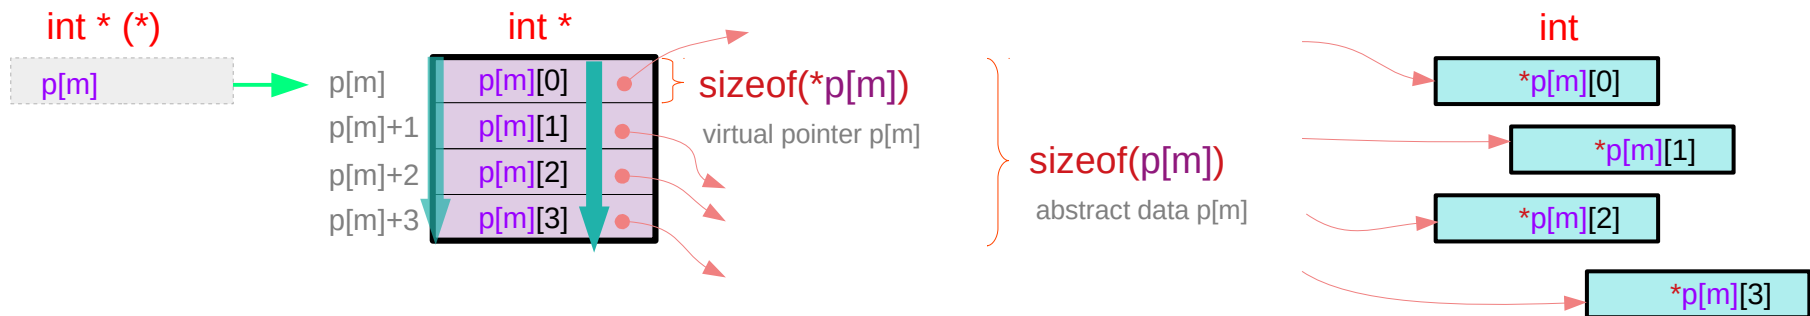 int * (*)
int *
int
p[m]
p[m]
p[m]+1
p[m]+2
p[m]+3
p[m][0]
p[m][1]
p[m][2]
p[m][3]
sizeof(*p[m])
virtual pointer p[m]
sizeof(p[m])
abstract data p[m]
*p[m][0]
*p[m][1]
*p[m][2]
*p[m][3]